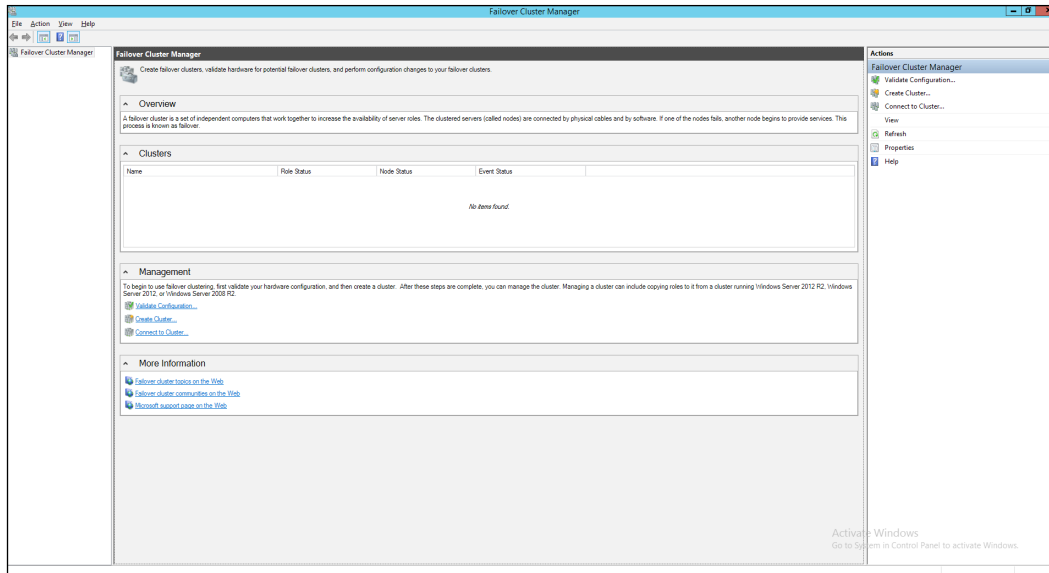 Failover Cluster Manager
File Action View Help
Failover Cluster Manager
Failover Cluster Manager
Create failover clusters, validate hardware for potential failover clusters, and perform configuration changes to your failover clusters.
Overview
A failover cluster is a set of independent computers that work together to increase the availability of server roles. The clustered servers (called nodes) are connected by physical cables and by software. If one of the nodes fails, another node begins to provide services. This
process is known as failover.
Clusters
Name Role Status Node Status Event Status
No items found.
Management
To begin to use failover clustering, first validate your hardware configuration, and then create a cluster. After these steps are complete, you can manage the cluster. Managing a cluster can include copying roles to it from a cluster running Windows Server 2012 R2, Windows
Server 2012, or Windows Server 2008 R2.
Validate Configuration...
Create Cluster...
Connect to Cluster...
More Information
Failover cluster topics on the Web
Failover cluster communities on the Web
Microsoft support page on the Web
Actions
Failover Cluster Manager
Validate Configuration...
Create Cluster...
Connect to Cluster...
View
Refresh
Properties
Help
Activate Windows
Go to System in Control Panel to activate Windows.